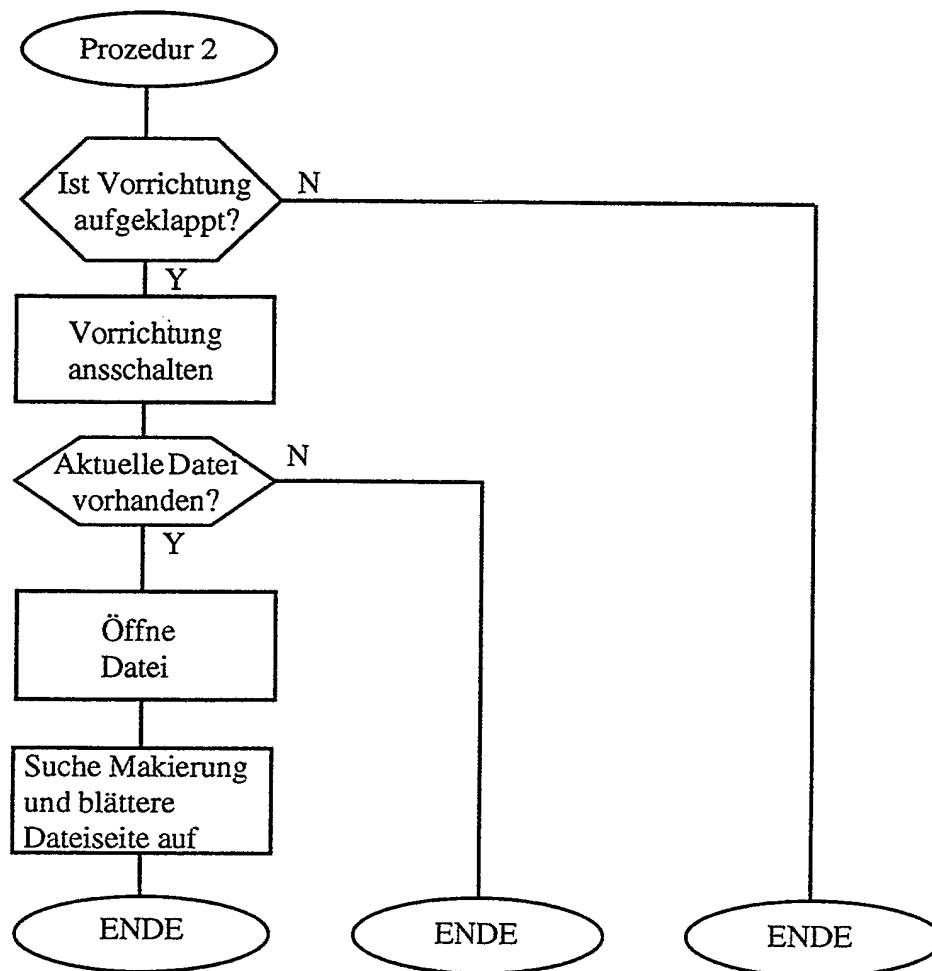 Prozedur 2
Ist Vorrichtung
aufgeklappt?
N
Y
Vorrichtung
ansschalten
Aktuelle Datei
vorhanden?
N
Y
Öffne
Datei
Suche Makierung
und blättere
Dateiseite auf
ENDE
ENDE
ENDE